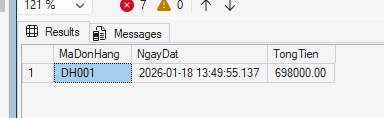 121 % 7 0
Results Messages
MaDonHang NgayDat TongTien
1 DH001 2026-01-18 13:49:55.137 698000.00